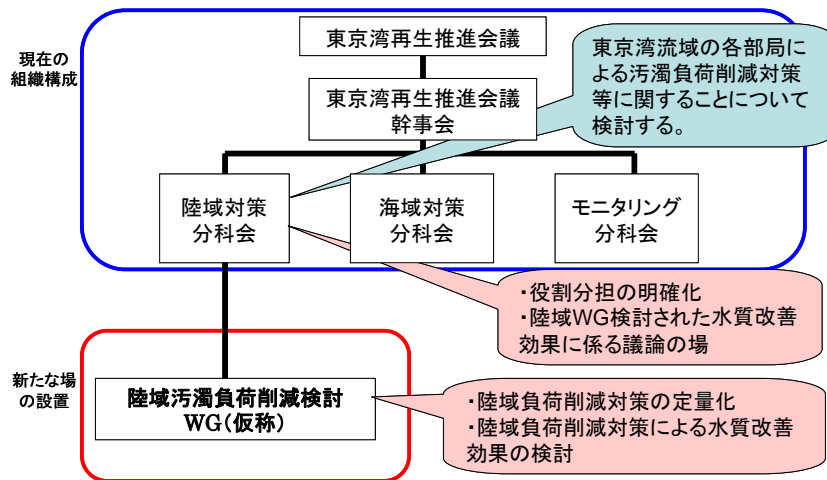 現在の
組織構成
東京湾再生推進会議
東京湾再生推進会議
幹事会
東京湾流域の各部局に
よる汚濁負荷削減対策
等に関することについて
検討する。
陸域対策
分科会
海域対策
分科会
モニタリング
分科会
・役割分担の明確化
・陸域WG検討された水質改善
効果に係る議論の場
新たな場
の設置
陸域汚濁負荷削減検討
WG(仮称)
・陸域負荷削減対策の定量化
・陸域負荷削減対策による水質改善
効果の検討